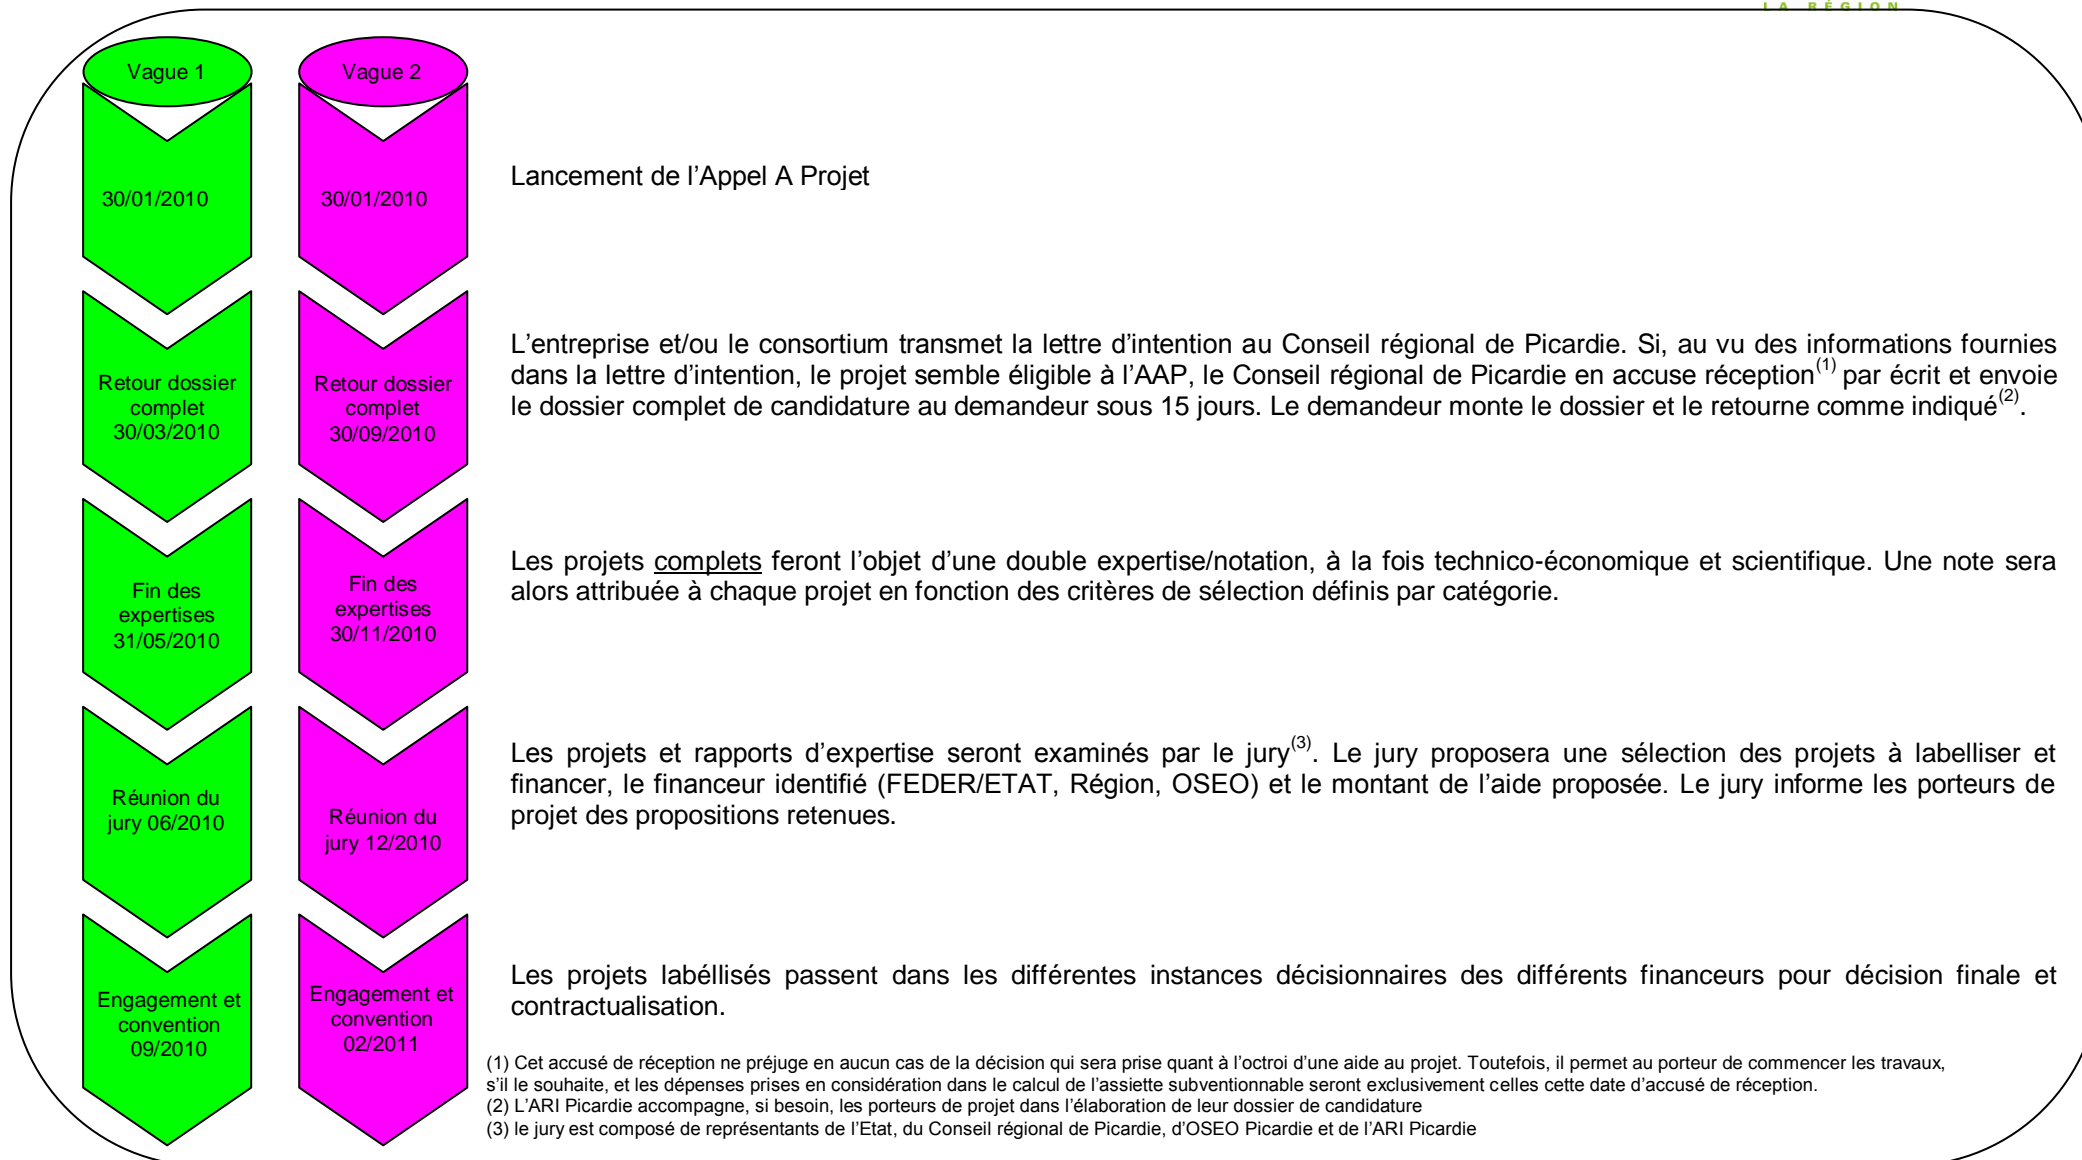 LA RÉGION
Vague 1
Vague 2
30/01/2010
30/01/2010
Lancement de l'Appel A Projet
Retour dossier
complet
30/03/2010
Retour dossier
complet
30/09/2010
L'entreprise et/ou le consortium transmet la lettre d'intention au Conseil régional de Picardie. Si, au vu des informations fournies
dans la lettre d'intention, le projet semble éligible à l'AAP, le Conseil régional de Picardie en accuse réception(1) par écrit et envoie
le dossier complet de candidature au demandeur sous 15 jours. Le demandeur monte le dossier et le retourne comme indiqué(2).
Fin des
expertises
31/05/2010
Fin des
expertises
30/11/2010
Les projets complets feront l'objet d'une double expertise/notation, à la fois technico-économique et scientifique. Une note sera
alors attribuée à chaque projet en fonction des critères de sélection définis par catégorie.
Réunion du
jury 06/2010
Réunion du
jury 12/2010
Les projets et rapports d'expertise seront examinés par le jury(3). Le jury proposera une sélection des projets à labelliser et
financer, le financeur identifié (FEDER/ETAT, Région, OSEO) et le montant de l'aide proposée. Le jury informe les porteurs de
projet des propositions retenues.
Engagement et
convention
09/2010
Engagement et
convention
02/2011
Les projets labéllisés passent dans les différentes instances décisionnaires des différents financeurs pour décision finale et
contractualisation.
(1) Cet accusé de réception ne préjuge en aucun cas de la décision qui sera prise quant à l'octroi d'une aide au projet. Toutefois, il permet au porteur de commencer les travaux,
s'il le souhaite, et les dépenses prises en considération dans le calcul de l'assiette subventionnable seront exclusivement celles cette date d'accusé de réception.
(2) L'ARI Picardie accompagne, si besoin, les porteurs de projet dans l'élaboration de leur dossier de candidature
(3) le jury est composé de représentants de l'Etat, du Conseil régional de Picardie, d'OSEO Picardie et de l'ARI Picardie